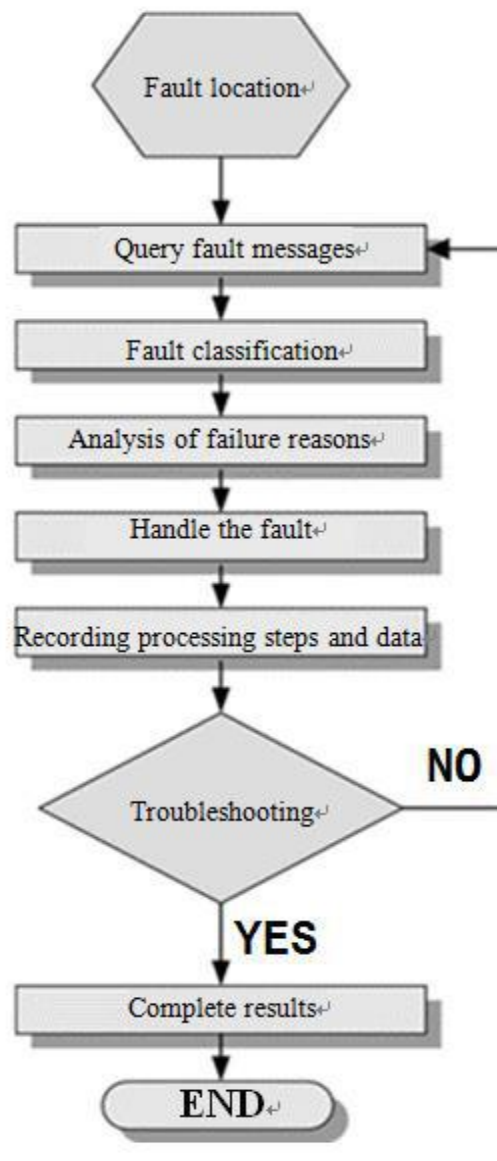 Fault location
Query fault messages
Fault classification
Analysis of failure reasons
Handle the fault
Recording processing steps and data
Troubleshooting
NO
YES
Complete results
END